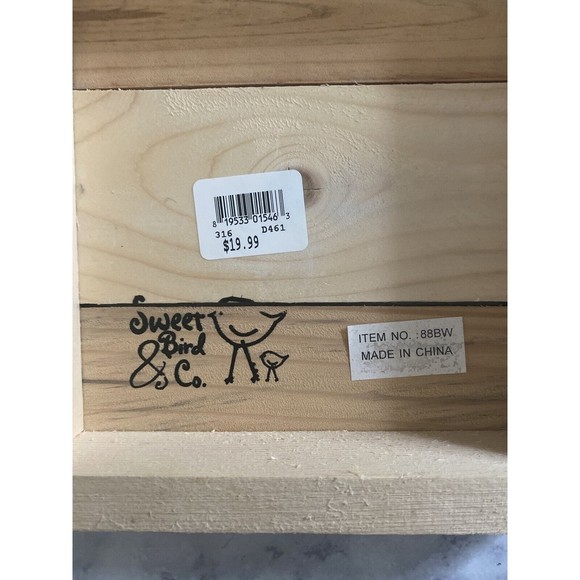 8 19533 01546 3
316 D461
$19.99
Sweet
Bird
& Co.
ITEM NO. :88BW
MADE IN CHINA